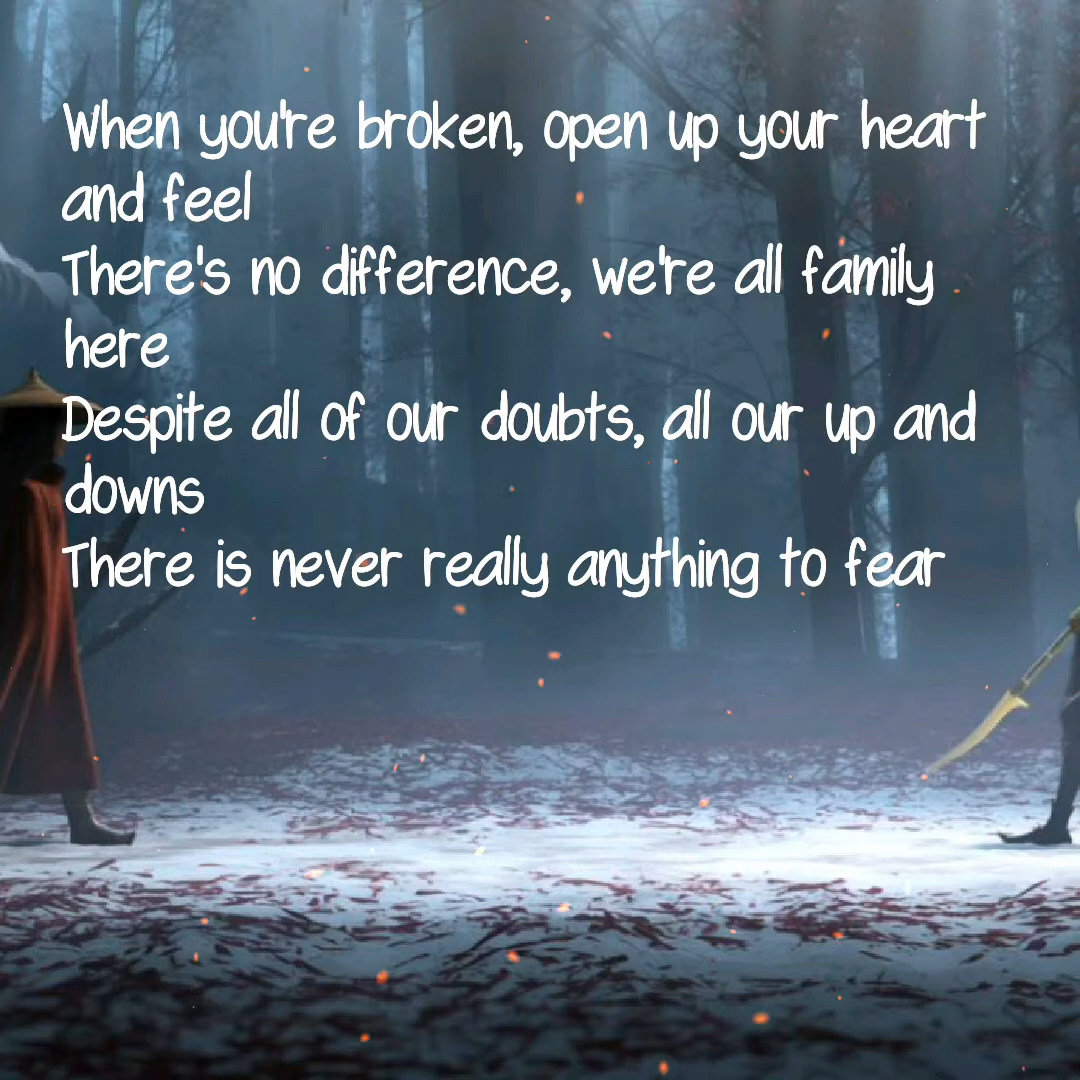 When you're broken, open up your heart
and feel
There's no difference, we're all family
here
Despite all of our doubts, all our up and
downs
There is never really anything to fear